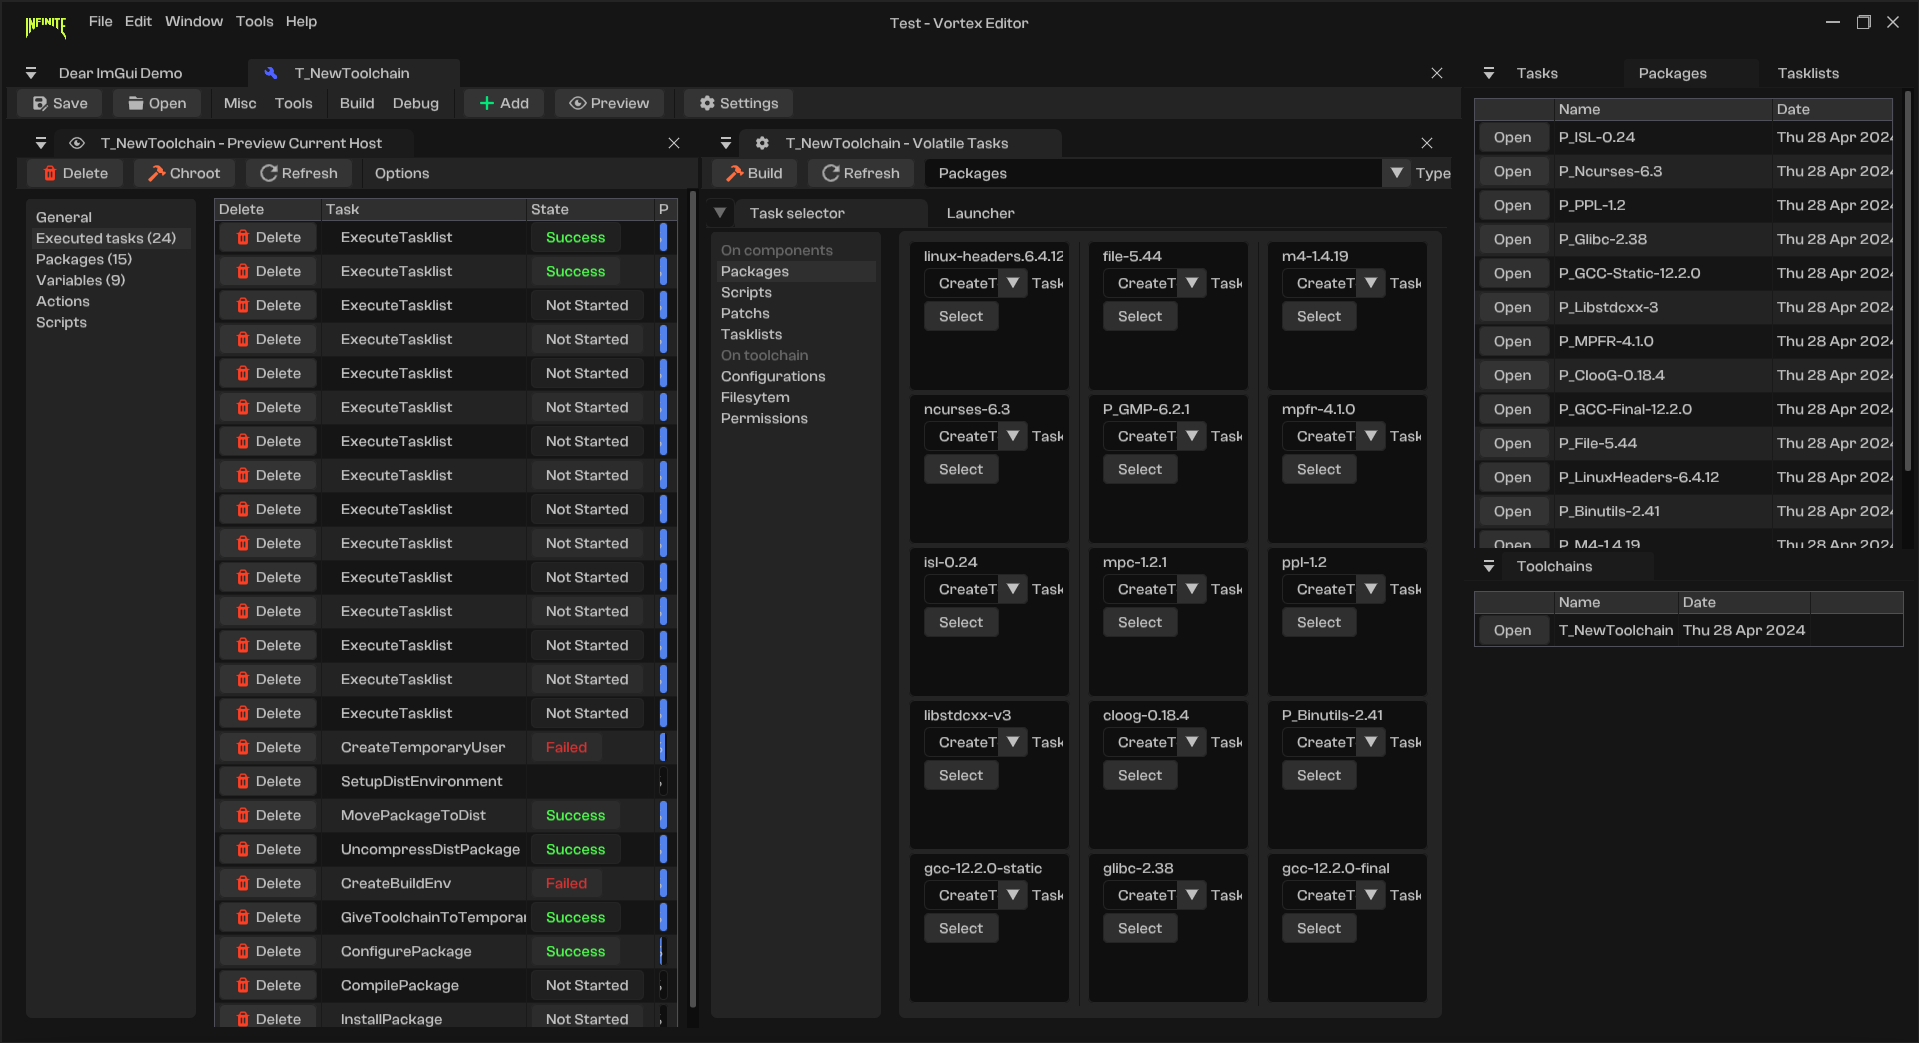 INFINITE
File Edit Window Tools Help
Test - Vortex Editor
Dear ImGui Demo
T_NewToolchain
Save Open Misc Tools Build Debug Add Preview Settings
T_NewToolchain - Preview Current Host
Delete Chroot Refresh Options
General
Executed tasks (24)
Packages (15)
Variables (9)
Actions
Scripts
Delete Task State P
Delete ExecuteTasklist Success
Delete ExecuteTasklist Success
Delete ExecuteTasklist Not Started
Delete ExecuteTasklist Not Started
Delete ExecuteTasklist Not Started
Delete ExecuteTasklist Not Started
Delete ExecuteTasklist Not Started
Delete ExecuteTasklist Not Started
Delete ExecuteTasklist Not Started
Delete ExecuteTasklist Not Started
Delete ExecuteTasklist Not Started
Delete ExecuteTasklist Not Started
Delete ExecuteTasklist Not Started
Delete ExecuteTasklist Not Started
Delete ExecuteTasklist Not Started
Delete CreateTemporaryUser Failed
Delete SetupDistEnvironment
Delete MovePackageToDist Success
Delete UncompressDistPackage Success
Delete CreateBuildEnv Failed
Delete GiveToolchainToTemporar Success
Delete ConfigurePackage Success
Delete CompilePackage Not Started
Delete InstallPackage Not Started
T_NewToolchain - Volatile Tasks
Build Refresh Packages Type
Task selector Launcher
On components
Packages
Scripts
Patchs
Tasklists
On toolchain
Configurations
Filesytem
Permissions
linux-headers.6.4.12 file-5.44 m4-1.4.19
CreateT Task CreateT Task CreateT Task
Select Select Select
ncurses-6.3 P_GMP-6.2.1 mpfr-4.1.0
CreateT Task CreateT Task CreateT Task
Select Select Select
isl-0.24 mpc-1.2.1 ppl-1.2
CreateT Task CreateT Task CreateT Task
Select Select Select
libstdcxx-v3 cloog-0.18.4 P_Binutils-2.41
CreateT Task CreateT Task CreateT Task
Select Select Select
gcc-12.2.0-static glibc-2.38 gcc-12.2.0-final
CreateT Task CreateT Task CreateT Task
Select Select Select
Tasks Packages Tasklists
Name Date
Open P_ISL-0.24 Thu 28 Apr 2024
Open P_Ncurses-6.3 Thu 28 Apr 2024
Open P_PPL-1.2 Thu 28 Apr 2024
Open P_Glibc-2.38 Thu 28 Apr 2024
Open P_GCC-Static-12.2.0 Thu 28 Apr 2024
Open P_Libstdcxx-3 Thu 28 Apr 2024
Open P_MPFR-4.1.0 Thu 28 Apr 2024
Open P_ClooG-0.18.4 Thu 28 Apr 2024
Open P_GCC-Final-12.2.0 Thu 28 Apr 2024
Open P_File-5.44 Thu 28 Apr 2024
Open P_LinuxHeaders-6.4.12 Thu 28 Apr 2024
Open P_Binutils-2.41 Thu 28 Apr 2024
Open P_M4-1.4.19 Thu 28 Apr 2024
Toolchains
Name Date
Open T_NewToolchain Thu 28 Apr 2024